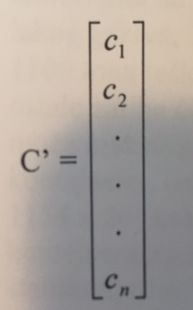 c₁
c₂
.
C’ = .
.
cₙ